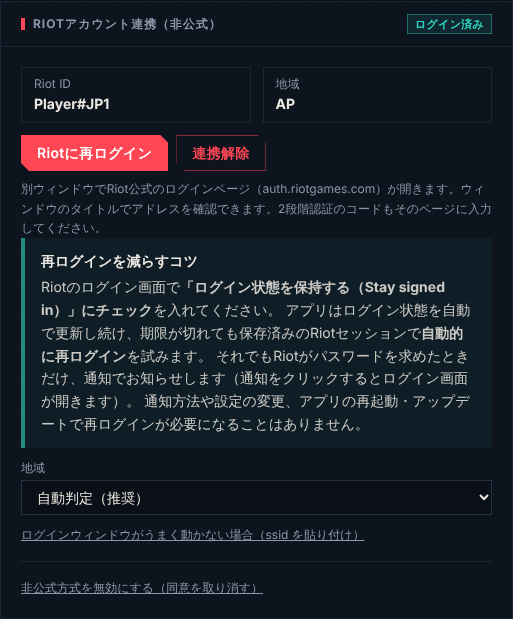 RIOTアカウント連携（非公式）
ログイン済み
Riot ID
Player#JP1
地域
AP
Riotに再ログイン
連携解除
別ウィンドウでRiot公式のログインページ（auth.riotgames.com）が開きます。ウィ
ンドウのタイトルでアドレスを確認できます。2段階認証のコードもそのページに入力
してください。
再ログインを減らすコツ
Riotのログイン画面で「ログイン状態を保持する（Stay signed
in）」にチェックを入れてください。 アプリはログイン状態を自動
で更新し続け、期限が切れても保存済みのRiotセッションで自動的
に再ログインを試みます。 それでもRiotがパスワードを求めたとき
だけ、通知でお知らせします（通知をクリックするとログイン画面
が開きます）。 通知方法や設定の変更、アプリの再起動・アップデ
ートで再ログインが必要になることはありません。
地域
自動判定（推奨）
ログインウィンドウがうまく動かない場合（ssid を貼り付け）
非公式方式を無効にする（同意を取り消す）